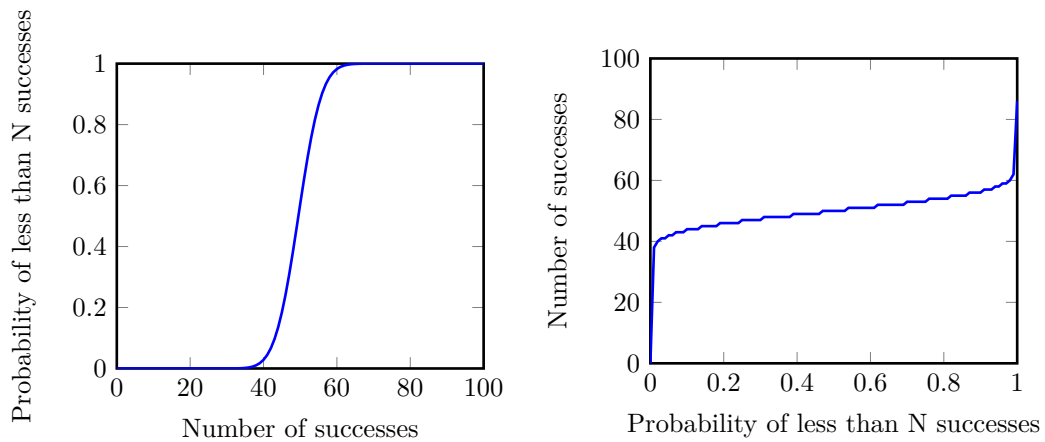 Probability of less than N successes
1
0.8
0.6
0.4
0.2
0
0 20 40 60 80 100
Number of successes
Number of successes
100
80
60
40
20
0
0 0.2 0.4 0.6 0.8 1
Probability of less than N successes